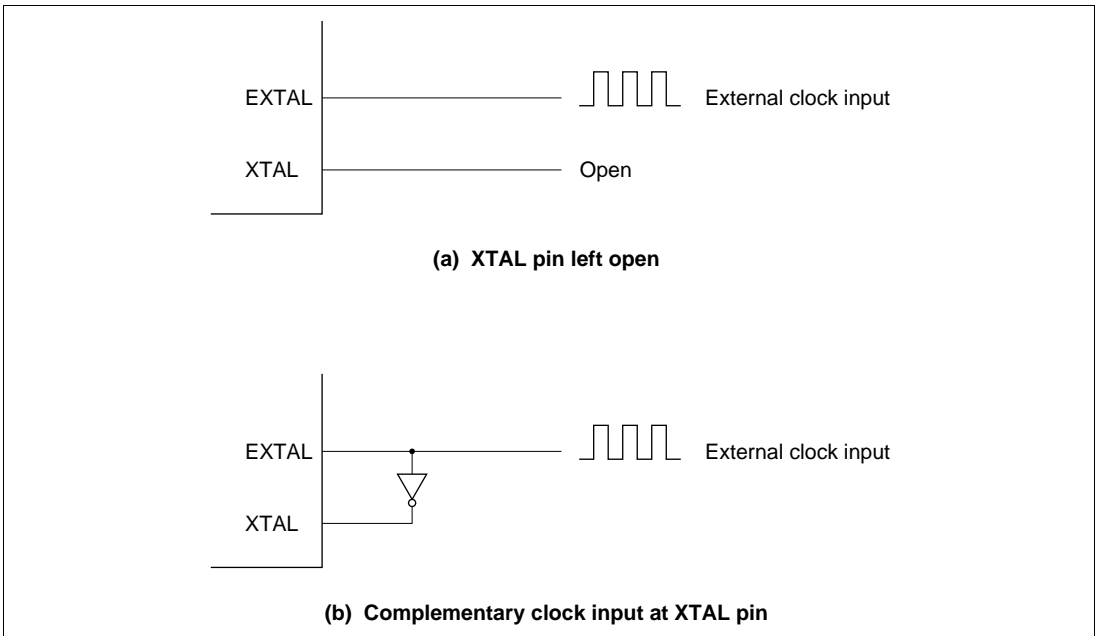 EXTAL
External clock input
XTAL
Open
(a) XTAL pin left open
EXTAL
External clock input
XTAL
(b) Complementary clock input at XTAL pin